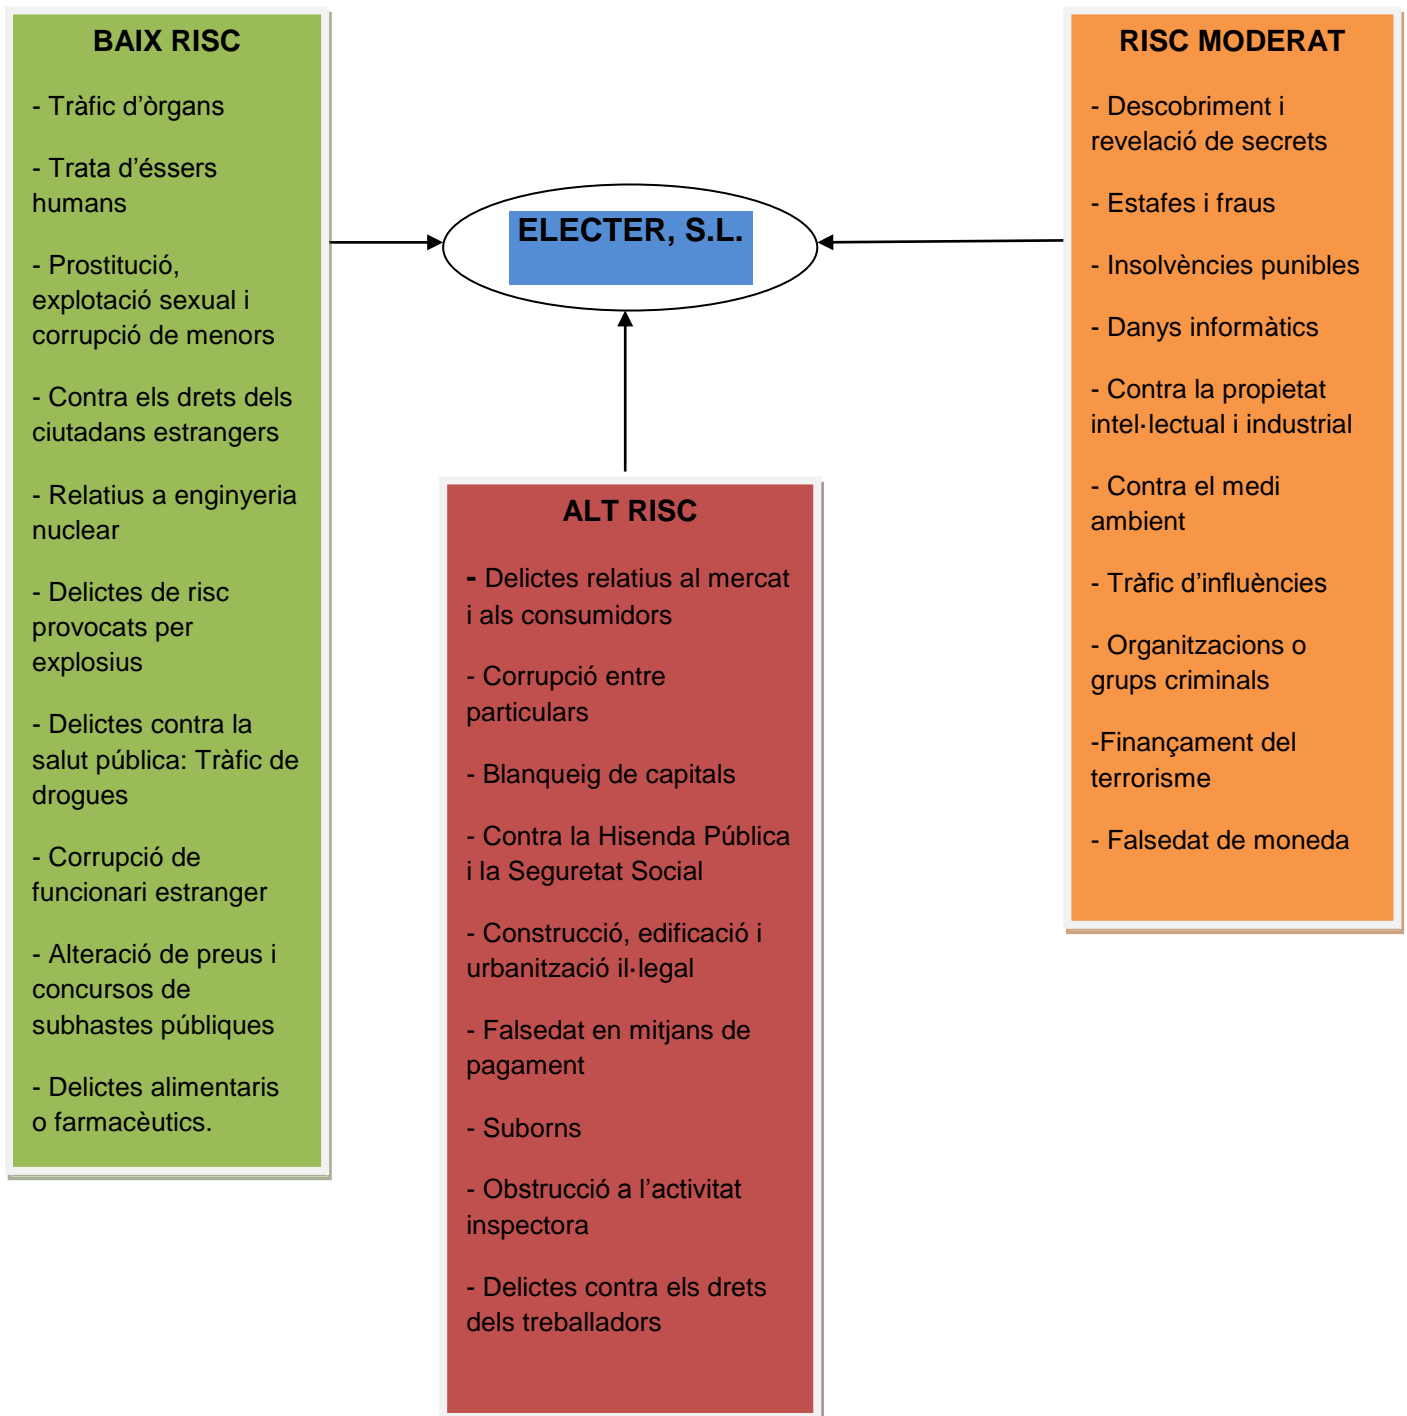 BAIX RISC
- Tràfic d’òrgans
- Trata d’éssers
humans
- Prostitució,
explotació sexual i
corrupció de menors
- Contra els drets dels
ciutadans estrangers
- Relatius a enginyeria
nuclear
- Delictes de risc
provocats per
explosius
- Delictes contra la
salut pública: Tràfic de
drogues
- Corrupció de
funcionari estranger
- Alteració de preus i
concursos de
subhastes públiques
- Delictes alimentaris
o farmacèutics.
ELECTER, S.L.
ALT RISC
- Delictes relatius al mercat
i als consumidors
- Corrupció entre
particulars
- Blanqueig de capitals
- Contra la Hisenda Pública
i la Seguretat Social
- Construcció, edificació i
urbanització il·legal
- Falsedat en mitjans de
pagament
- Suborns
- Obstrucció a l’activitat
inspectora
- Delictes contra els drets
dels treballadors
RISC MODERAT
- Descobriment i
revelació de secrets
- Estafes i fraus
- Insolvències punibles
- Danys informàtics
- Contra la propietat
intel·lectual i industrial
- Contra el medi
ambient
- Tràfic d’influències
- Organitzacions o
grups criminals
-Finançament del
terrorisme
- Falsedat de moneda